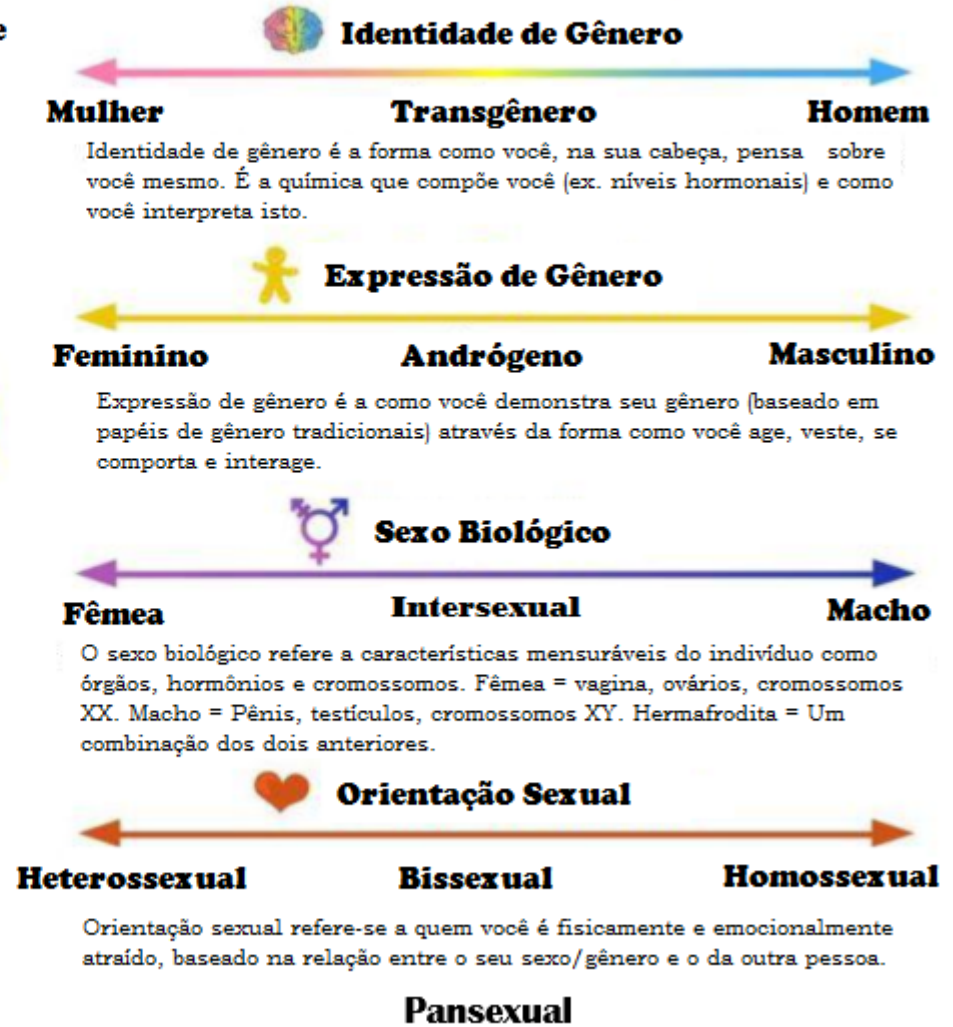 e
Identidade de Gênero
Mulher Transgênero Homem
Identidade de gênero é a forma como você, na sua cabeça, pensa sobre
você mesmo. É a química que compõe você (ex. níveis hormonais) e como
você interpreta isto.
Expressão de Gênero
Feminino Andrógeno Masculino
Expressão de gênero é a como você demonstra seu gênero (baseado em
papéis de gênero tradicionais) através da forma como você age, veste, se
comporta e interage.
Sexo Biológico
Fêmea Intersexual Macho
O sexo biológico refere a características mensuráveis do indivíduo como
órgãos, hormônios e cromossomos. Fêmea = vagina, ovários, cromossomos
XX. Macho = Pênis, testículos, cromossomos XY. Hermafrodita = Um
combinação dos dois anteriores.
Orientação Sexual
Heterossexual Bissexual Homossexual
Orientação sexual refere-se a quem você é fisicamente e emocionalmente
atraído, baseado na relação entre o seu sexo/gênero e o da outra pessoa.
Pansexual